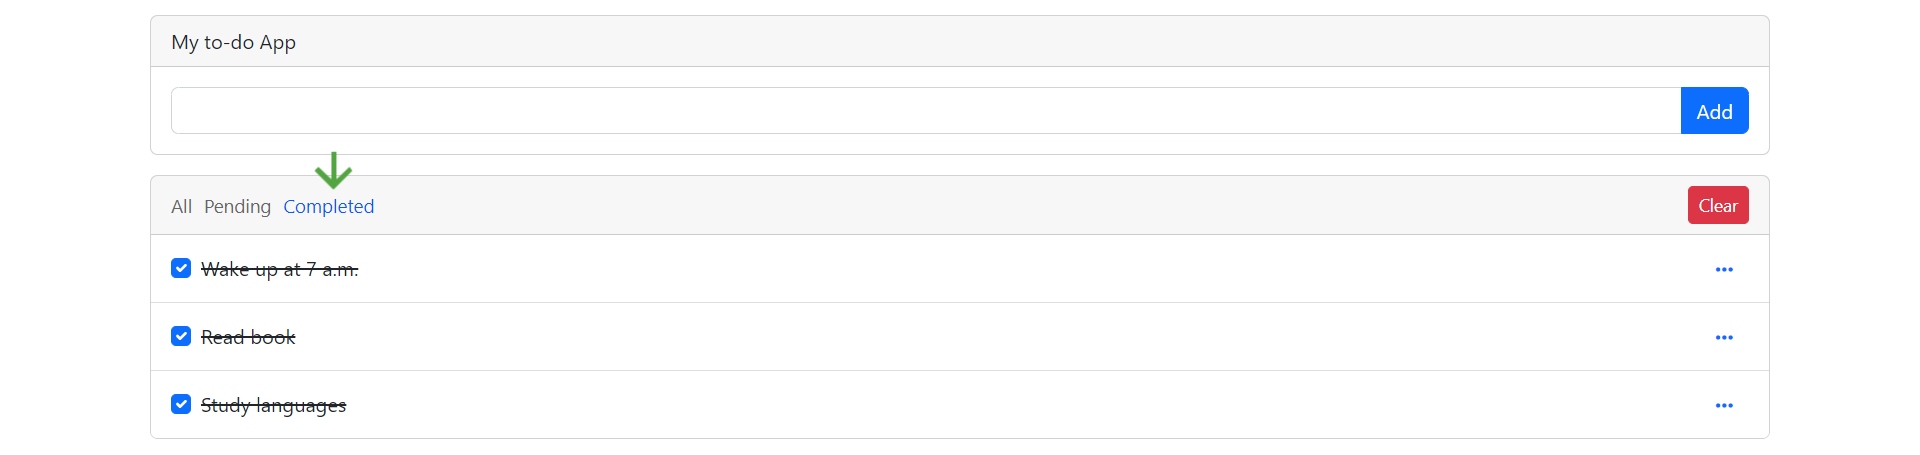 My to-do App
Add
All Pending Completed Clear
Wake up at 7 a.m.
Read book
Study languages